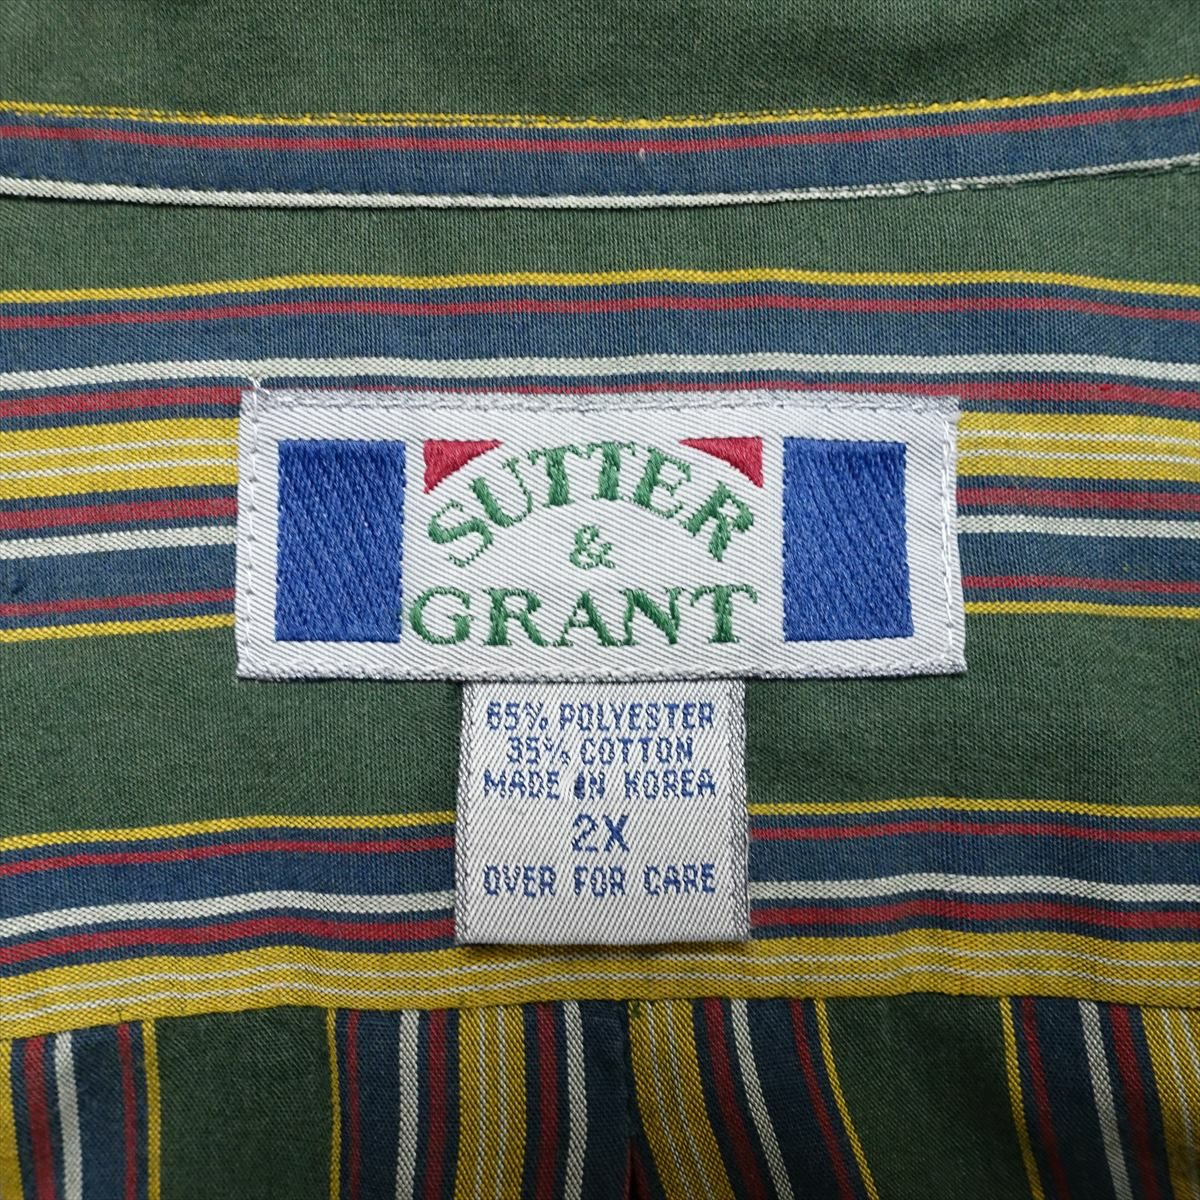 SUTTER
&
GRANT
65% POLYESTER
35% COTTON
MADE IN KOREA
2X
OVER FOR CARE